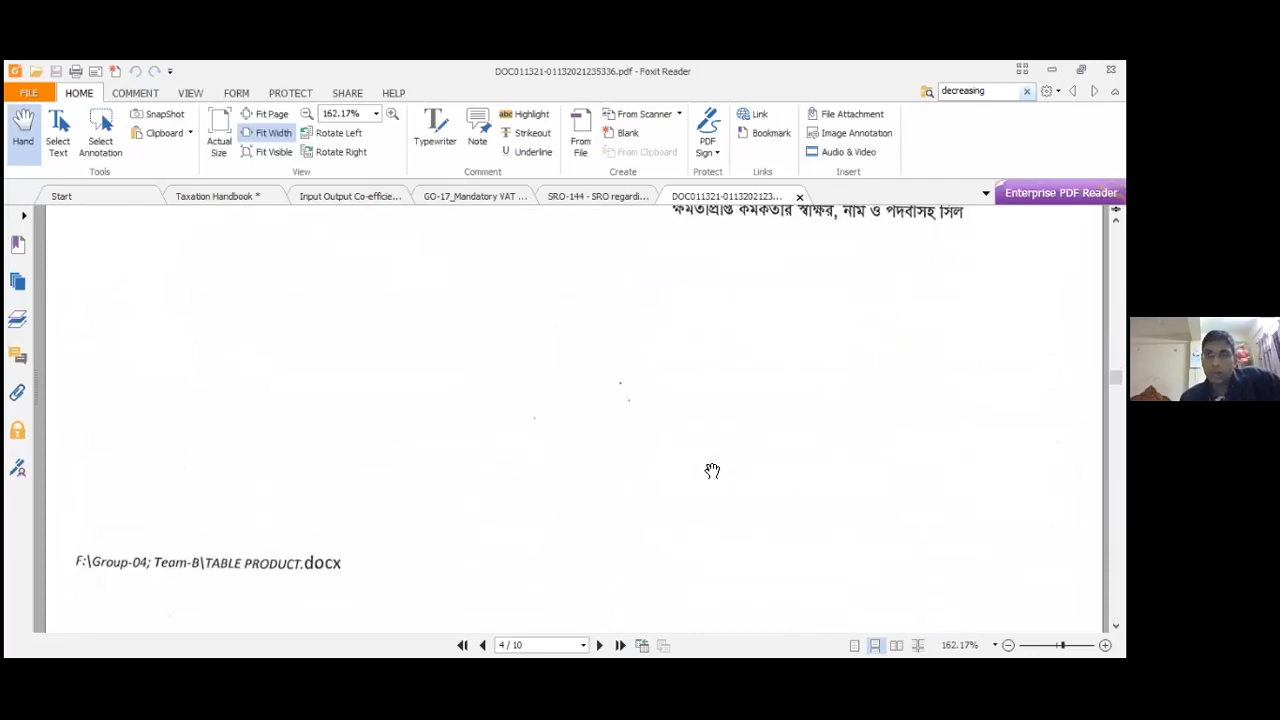 DOC011321-01132021235336.pdf - Foxit Reader
FILE HOME COMMENT VIEW FORM PROTECT SHARE HELP
decreasing
Hand
Select Text
Select Annotation
SnapShot
Clipboard
Tools
Actual Size
Fit Page
Fit Width
Fit Visible
162.17%
Rotate Left
Rotate Right
View
Typewriter
Note
Highlight
Strikeout
Underline
Comment
From File
From Scanner
Blank
From Clipboard
Create
PDF Sign
Protect
Link
Bookmark
Links
File Attachment
Image Annotation
Audio & Video
Insert
Start
Taxation Handbook *
Input Output Co-efficie...
GO-17_Mandatory VAT ...
SRO-144 - SRO regardi...
DOC011321-0113202123...
Enterprise PDF Reader
ক্ষমতাপ্রাপ্ত কর্মকর্তার স্বাক্ষর, নাম ও পদবীসহ সিল
F:\Group-04; Team-B\TABLE PRODUCT.docx
4 / 10
162.17%